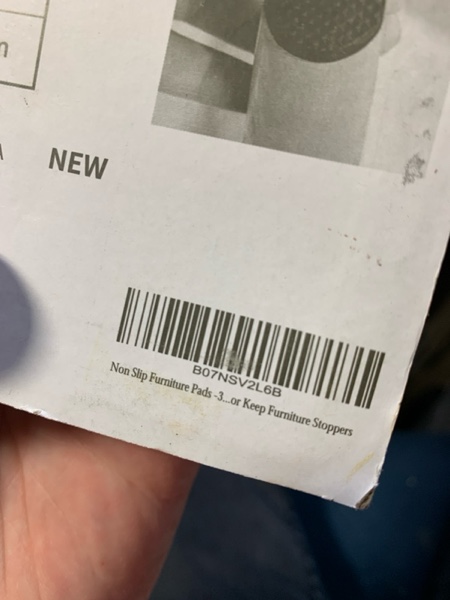 NEW
B07NSV2L6B
Non Slip Furniture Pads -3...or Keep Furniture Stoppers